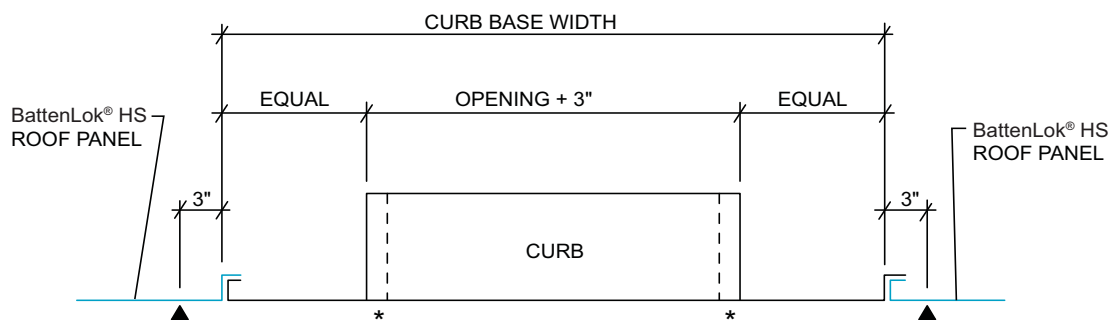 CURB BASE WIDTH
EQUAL
OPENING + 3"
EQUAL
BattenLok® HS
ROOF PANEL
BattenLok® HS
ROOF PANEL
3"
3"
CURB
*
*